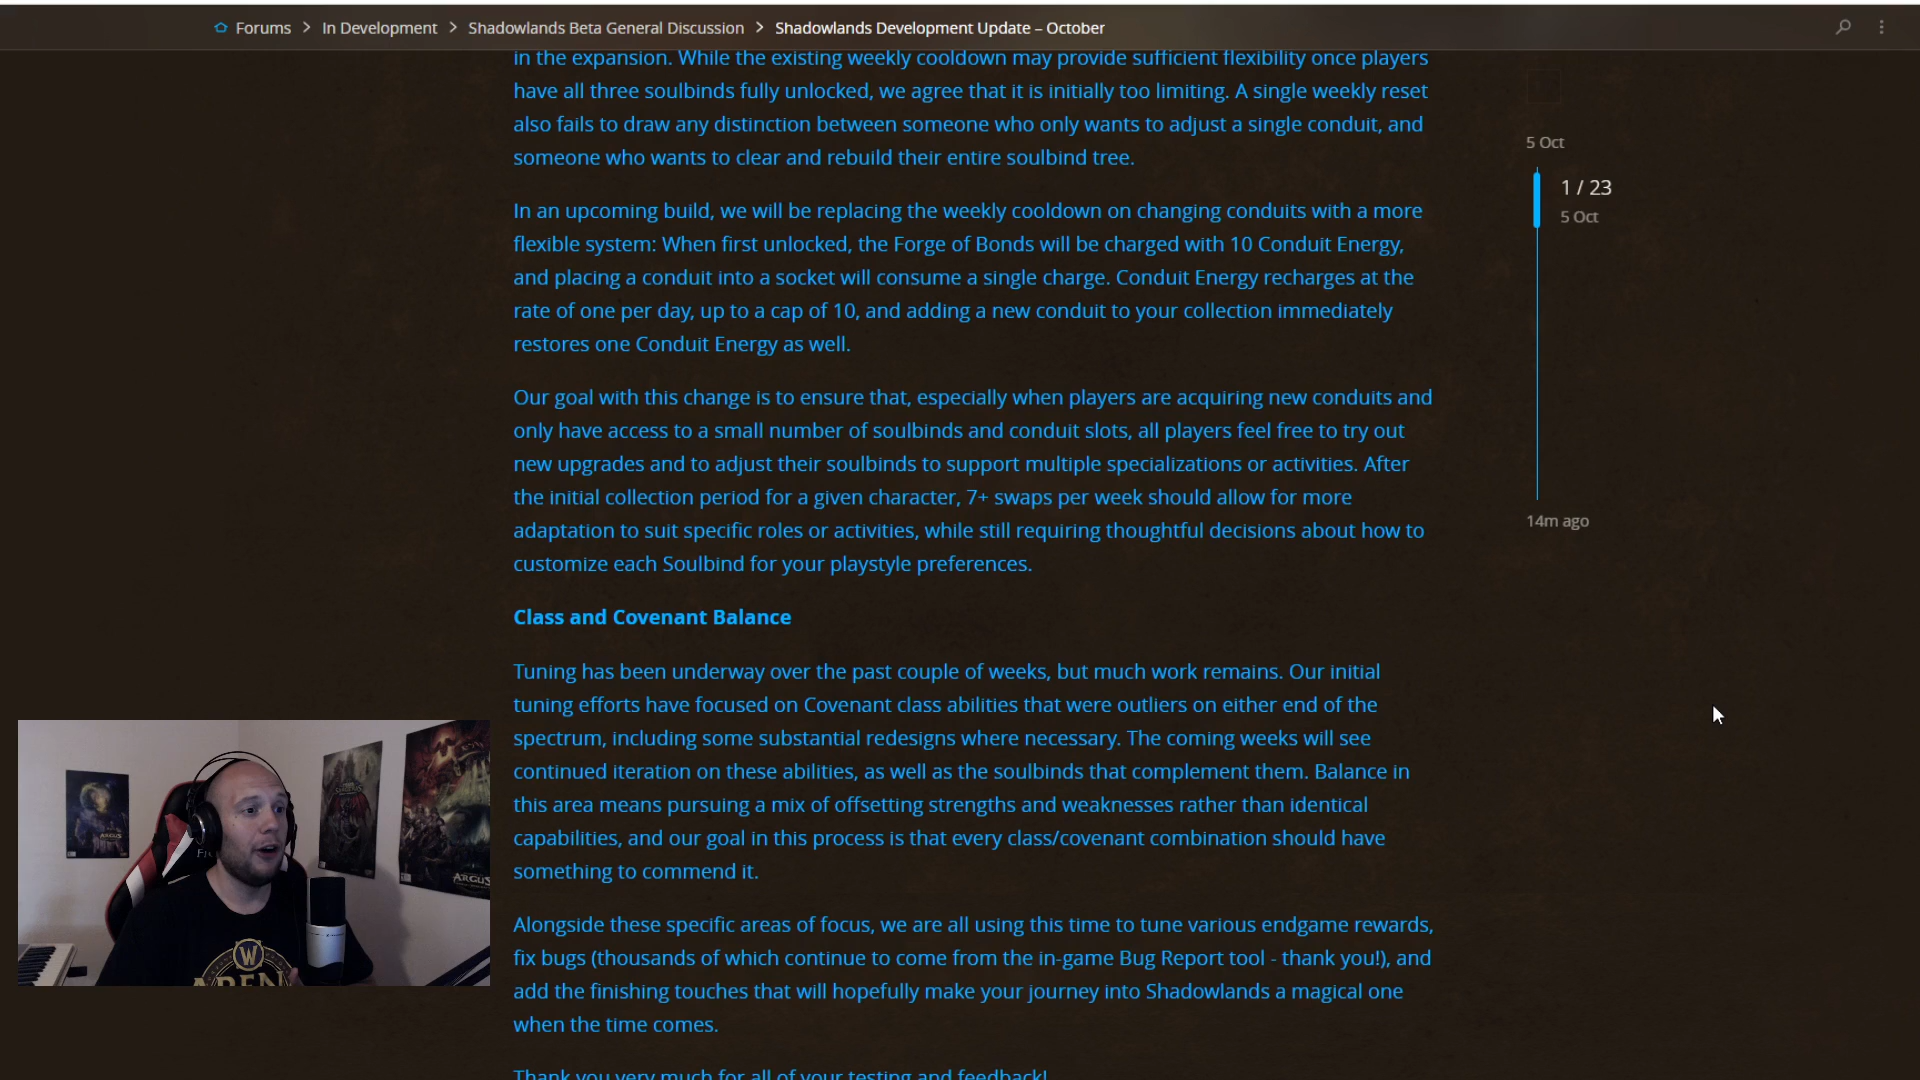 Forums > In Development > Shadowlands Beta General Discussion > Shadowlands Development Update – October
in the expansion. While the existing weekly cooldown may provide sufficient flexibility once players
have all three soulbinds fully unlocked, we agree that it is initially too limiting. A single weekly reset
also fails to draw any distinction between someone who only wants to adjust a single conduit, and
someone who wants to clear and rebuild their entire soulbind tree.
In an upcoming build, we will be replacing the weekly cooldown on changing conduits with a more
flexible system: When first unlocked, the Forge of Bonds will be charged with 10 Conduit Energy,
and placing a conduit into a socket will consume a single charge. Conduit Energy recharges at the
rate of one per day, up to a cap of 10, and adding a new conduit to your collection immediately
restores one Conduit Energy as well.
Our goal with this change is to ensure that, especially when players are acquiring new conduits and
only have access to a small number of soulbinds and conduit slots, all players feel free to try out
new upgrades and to adjust their soulbinds to support multiple specializations or activities. After
the initial collection period for a given character, 7+ swaps per week should allow for more
adaptation to suit specific roles or activities, while still requiring thoughtful decisions about how to
customize each Soulbind for your playstyle preferences.
Class and Covenant Balance
Tuning has been underway over the past couple of weeks, but much work remains. Our initial
tuning efforts have focused on Covenant class abilities that were outliers on either end of the
spectrum, including some substantial redesigns where necessary. The coming weeks will see
continued iteration on these abilities, as well as the soulbinds that complement them. Balance in
this area means pursuing a mix of offsetting strengths and weaknesses rather than identical
capabilities, and our goal in this process is that every class/covenant combination should have
something to commend it.
Alongside these specific areas of focus, we are all using this time to tune various endgame rewards,
fix bugs (thousands of which continue to come from the in-game Bug Report tool - thank you!), and
add the finishing touches that will hopefully make your journey into Shadowlands a magical one
when the time comes.
Thank you very much for all of your testing and feedback!
5 Oct
1 / 23
5 Oct
14m ago
ARGUS
ARGUS
W